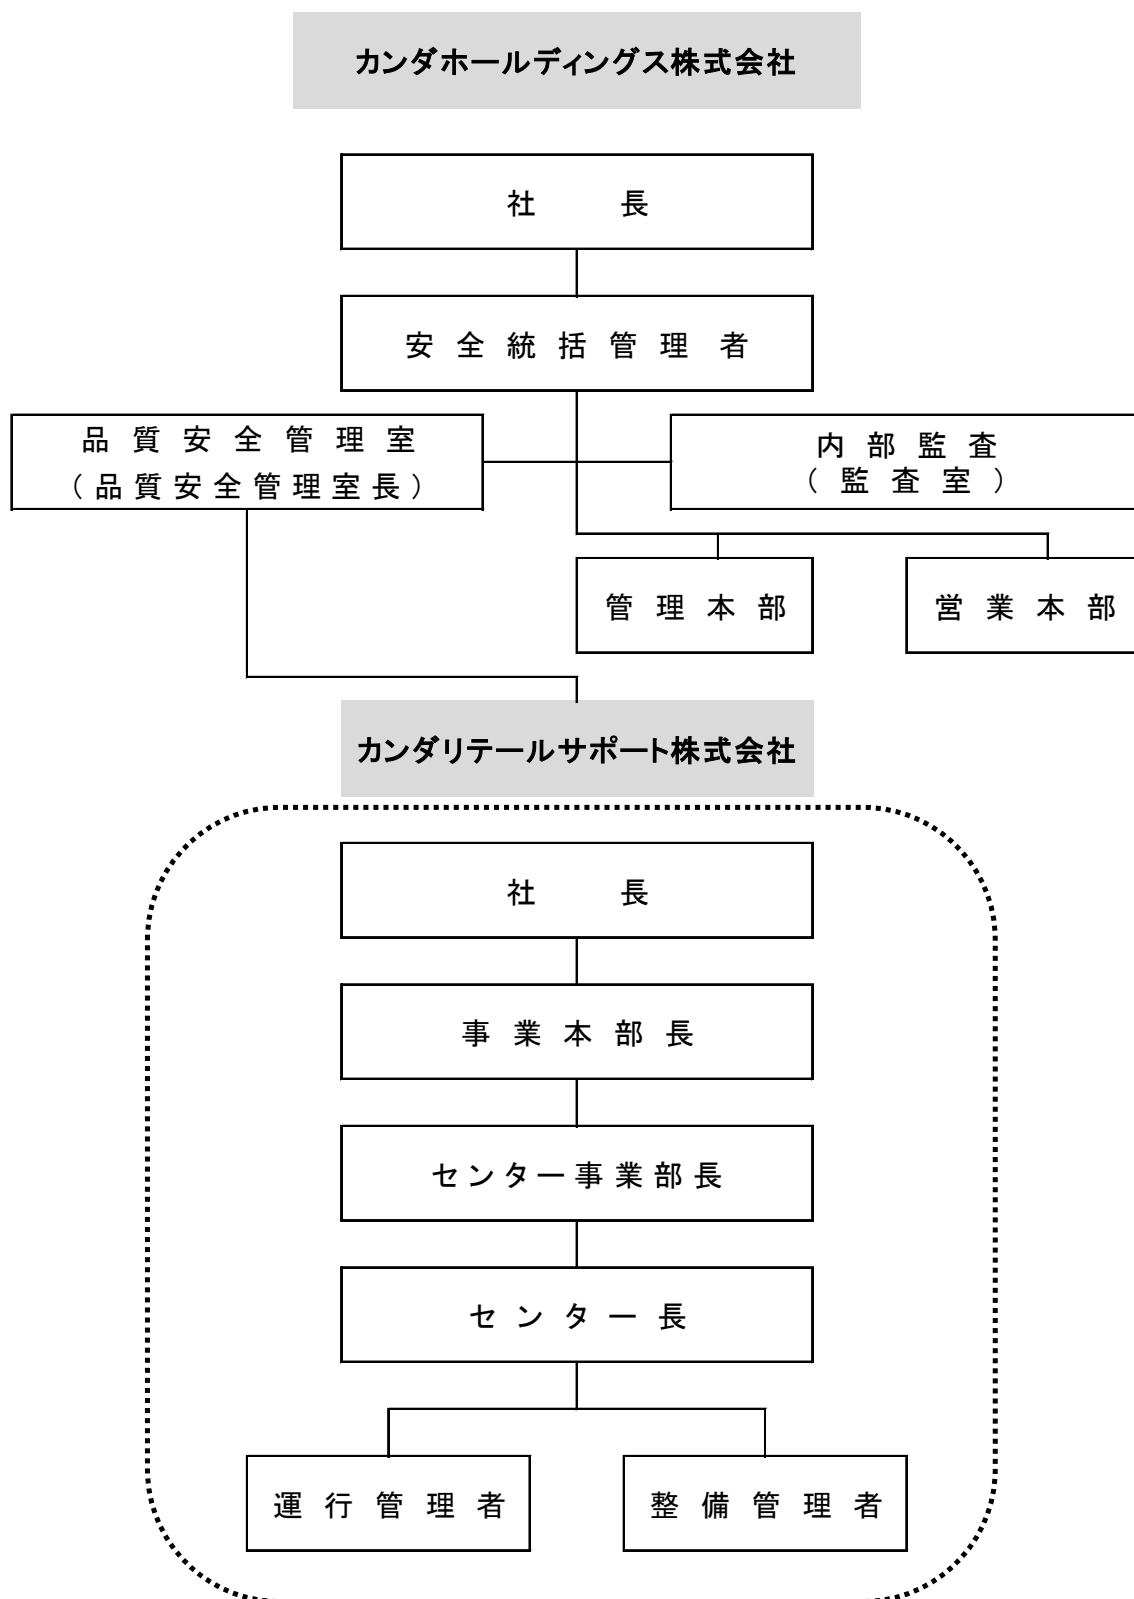 カンダホールディングス株式会社
社長
安全統括管理者
品質安全管理室
（品質安全管理室長）
内部監査
（監査室）
管理本部
営業本部
カンダリテールサポート株式会社
社長
事業本部長
センター事業部長
センター長
運行管理者
整備管理者